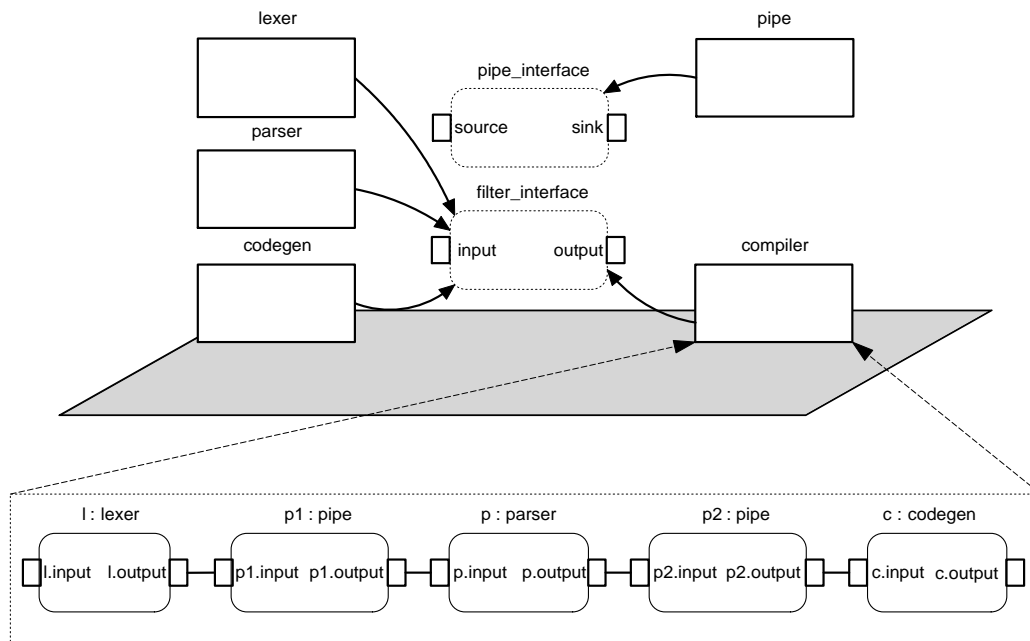 lexer
pipe
pipe_interface
source sink
parser
filter_interface
codegen
input output
compiler
l : lexer p1 : pipe p : parser p2 : pipe c : codegen
l.input l.output p1.input p1.output p.input p.output p2.input p2.output c.input c.output